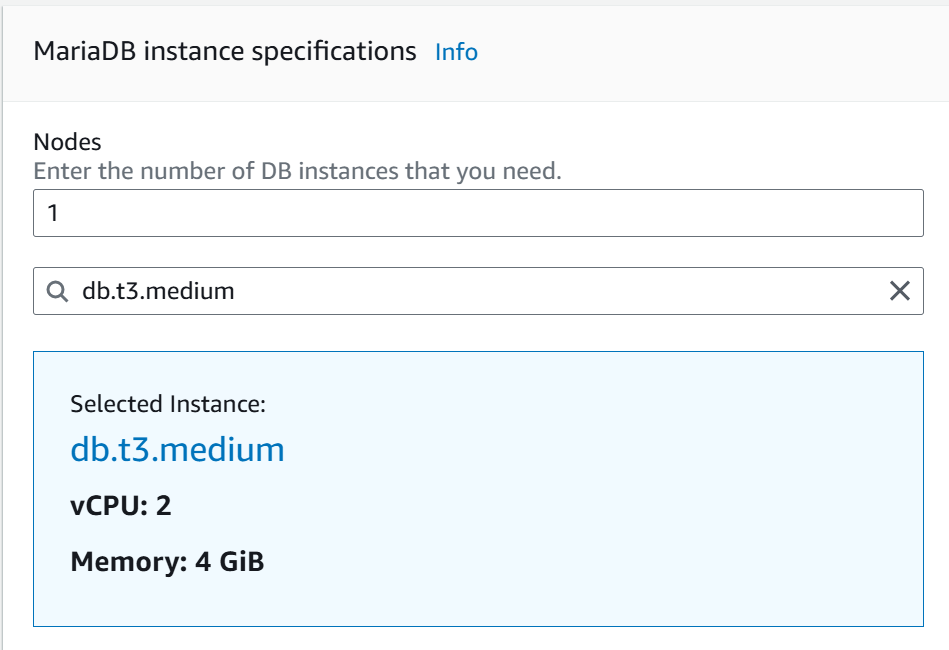 MariaDB instance specifications Info
Nodes
Enter the number of DB instances that you need.
1
db.t3.medium
Selected Instance:
db.t3.medium
vCPU: 2
Memory: 4 GiB